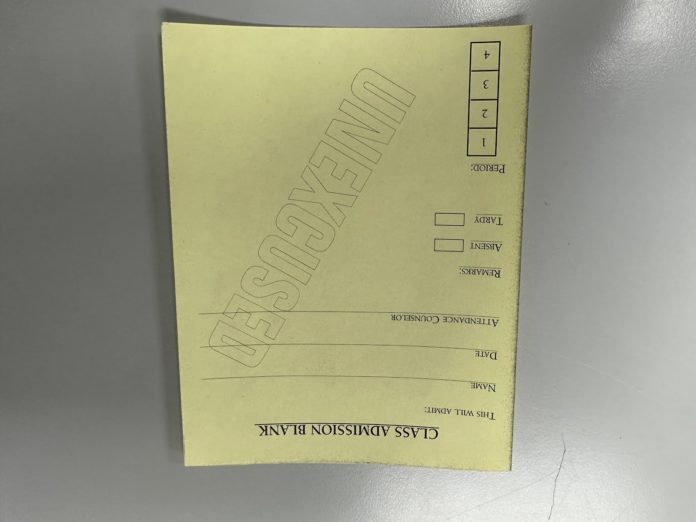 CLASS ADMISSION BLANK
THIS WILL ADMIT:
NAME
DATE
ATTENDANCE COUNSELOR
REMARKS:
ABSENT
TARDY
PERIOD:
1 2 3 4
UNEXCUSED